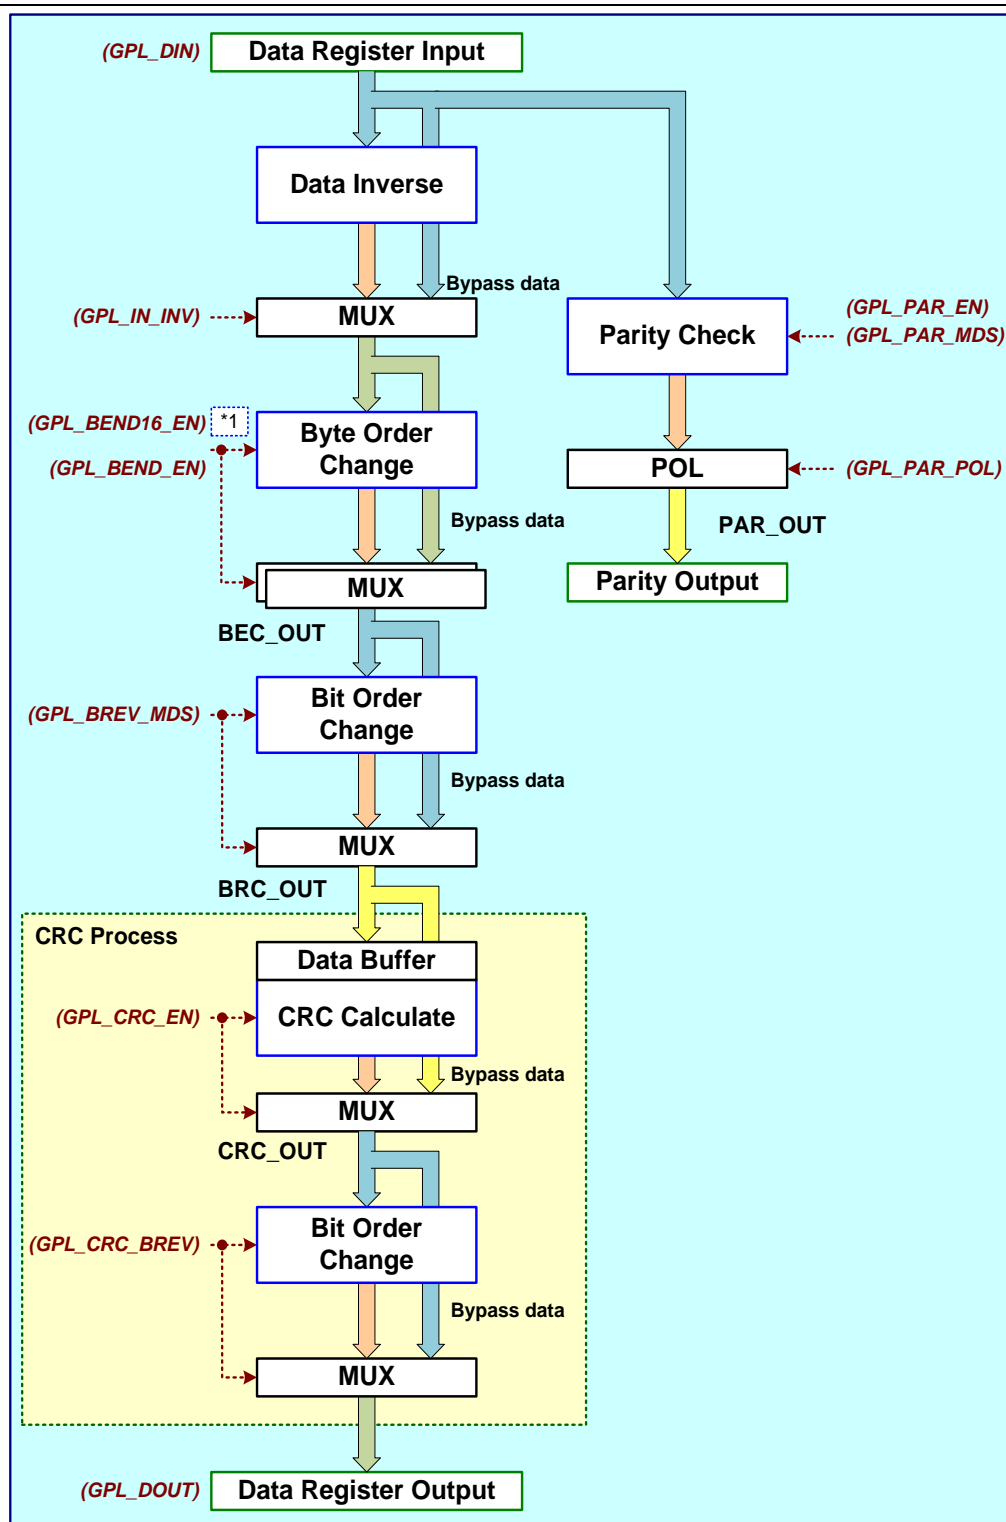 (GPL_DIN) Data Register Input
Data Inverse
Bypass data
(GPL_IN_INV) MUX
(GPL_PAR_EN)
Parity Check
(GPL_PAR_MDS)
(GPL_BEND16_EN) *1
Byte Order
Change
(GPL_BEND_EN)
POL
(GPL_PAR_POL)
Bypass data
PAR_OUT
MUX
Parity Output
BEC_OUT
Bit Order
Change
(GPL_BREV_MDS)
Bypass data
MUX
BRC_OUT
CRC Process
Data Buffer
(GPL_CRC_EN) CRC Calculate
Bypass data
MUX
CRC_OUT
Bit Order
Change
(GPL_CRC_BREV)
Bypass data
MUX
(GPL_DOUT) Data Register Output